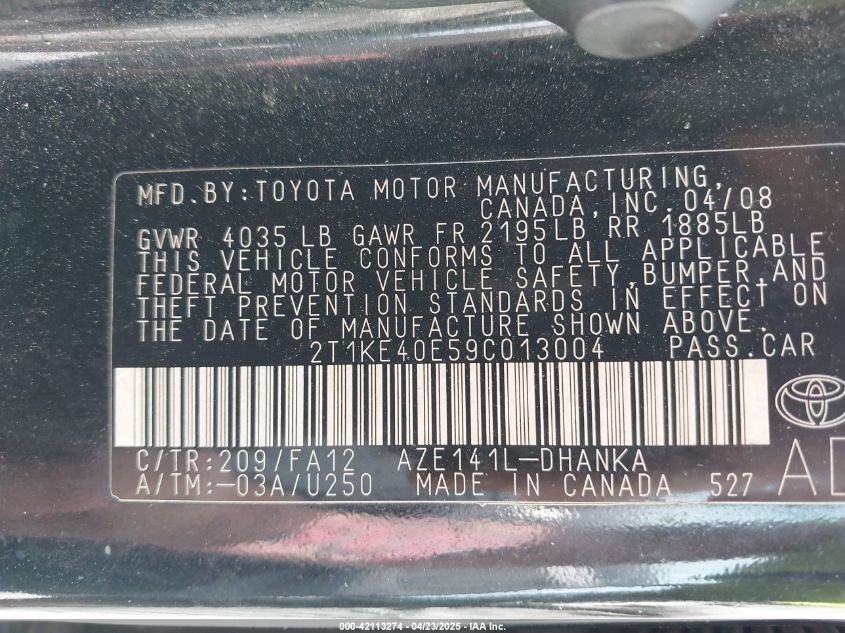 MFD.BY:TOYOTA MOTOR MANUFACTURING,
CANADA,INC.04/08
GVWR 4035 LB GAWR FR 2195LB RR 1885LB
THIS VEHICLE CONFORMS TO ALL APPLICABLE
FEDERAL MOTOR VEHICLE SAFETY,BUMPER,AND
THEFT PREVENTION STANDARDS IN EFFECT ON
THE DATE OF MANUFACTURE SHOWN ABOVE.
2T1KE40E59C013004 PASS.CAR
C/TR:209/FA12 AZE141L-DHANKA
A/TM:-03A/U250 MADE IN CANADA 527
000-42113274 - 04/23/2025 - IAA Inc.